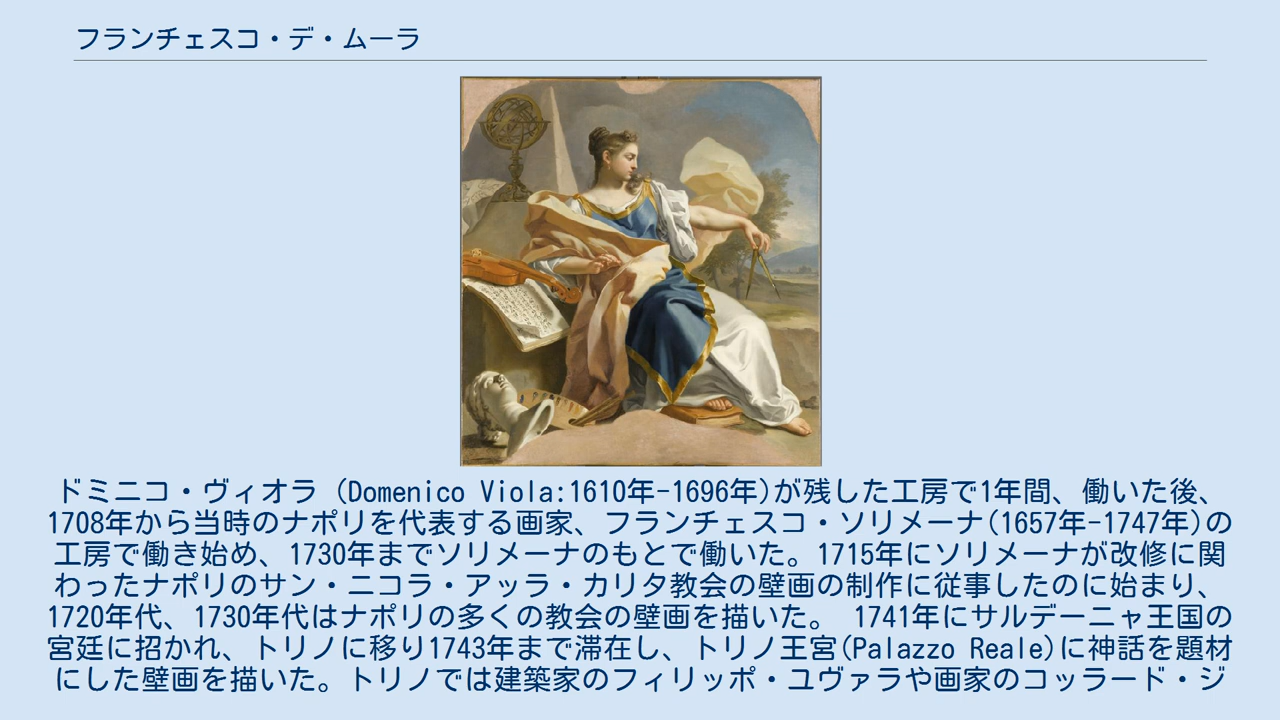 フランチェスコ・デ・ムーラ
ドミニコ・ヴィオラ (Domenico Viola:1610年-1696年)が残した工房で1年間、働いた後、
1708年から当時のナポリを代表する画家、フランチェスコ・ソリメーナ(1657年-1747年)の
工房で働き始め、1730年までソリメーナのもとで働いた。1715年にソリメーナが改修に関
わったナポリのサン・ニコラ・アッラ・カリタ教会の壁画の制作に従事したのに始まり、
1720年代、1730年代はナポリの多くの教会の壁画を描いた。 1741年にサルデーニャ王国の
宮廷に招かれ、トリノに移り1743年まで滞在し、トリノ王宮(Palazzo Reale)に神話を題材
にした壁画を描いた。トリノでは建築家のフィリッポ・ユヴァラや画家のコッラード・ジ